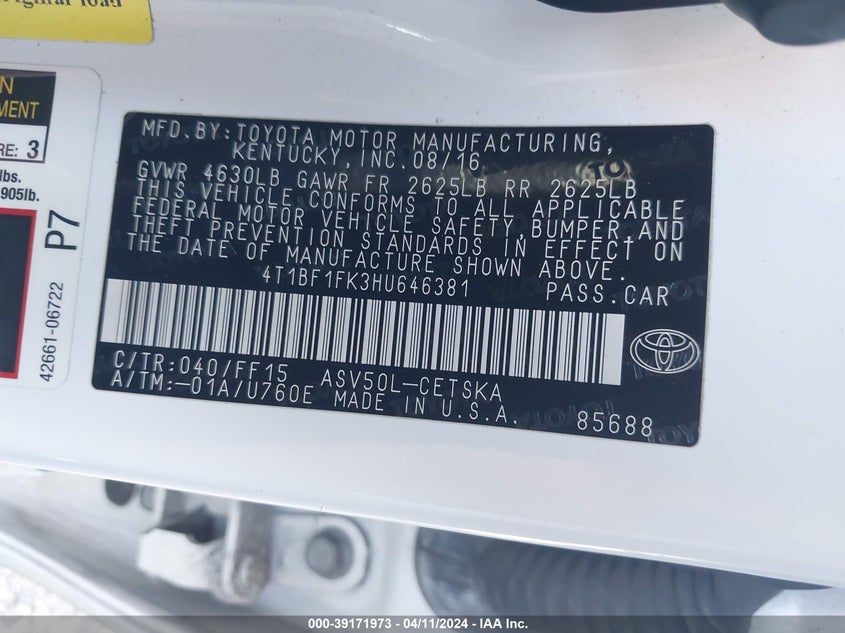 original load
N
MENT
RE: 3
lbs.
905lb.
P7
42661-06722
MFD.BY:TOYOTA MOTOR MANUFACTURING,
KENTUCKY,INC.08/16
GVWR 4630LB GAWR FR 2625LB RR 2625LB
THIS VEHICLE CONFORMS TO ALL APPLICABLE
FEDERAL MOTOR VEHICLE SAFETY,BUMPER,AND
THEFT PREVENTION STANDARDS IN EFFECT ON
THE DATE OF MANUFACTURE SHOWN ABOVE.
4T1BF1FK3HU646381 PASS.CAR
C/TR:040/FF15 ASV50L-CETSKA
A/TM:-01A/U760E MADE IN U.S.A. 85688
000-39171973 - 04/11/2024 - IAA Inc.